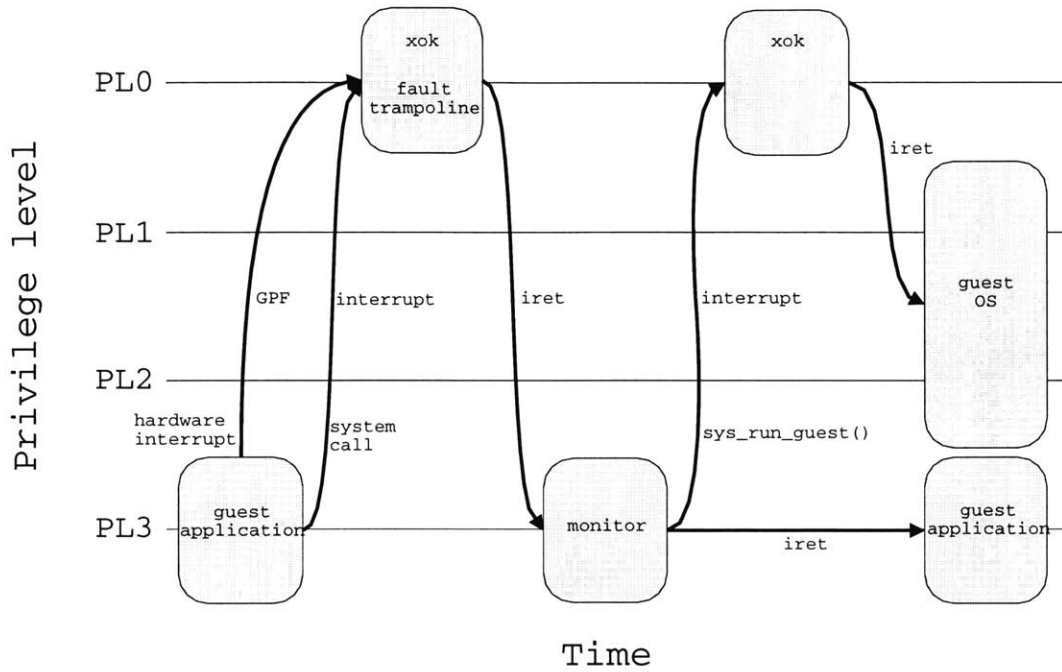 xok
xok
PL0
fault
trampoline
iret
PL1
GPF
interrupt
iret
interrupt
guest
OS
PL2
hardware
interrupt
system
call
sys_run_guest()
guest
application
monitor
guest
application
PL3
iret
Privilege level
Time